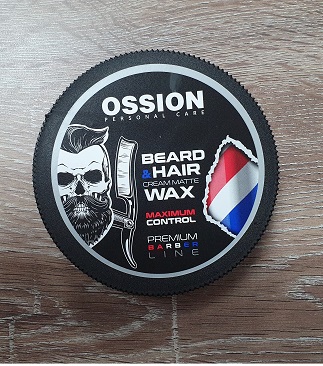 OSSION
PERSONAL CARE
BEARD
& HAIR
CREAM MATTE
WAX
MAXIMUM
CONTROL
PREMIUM
BARBER
LINE